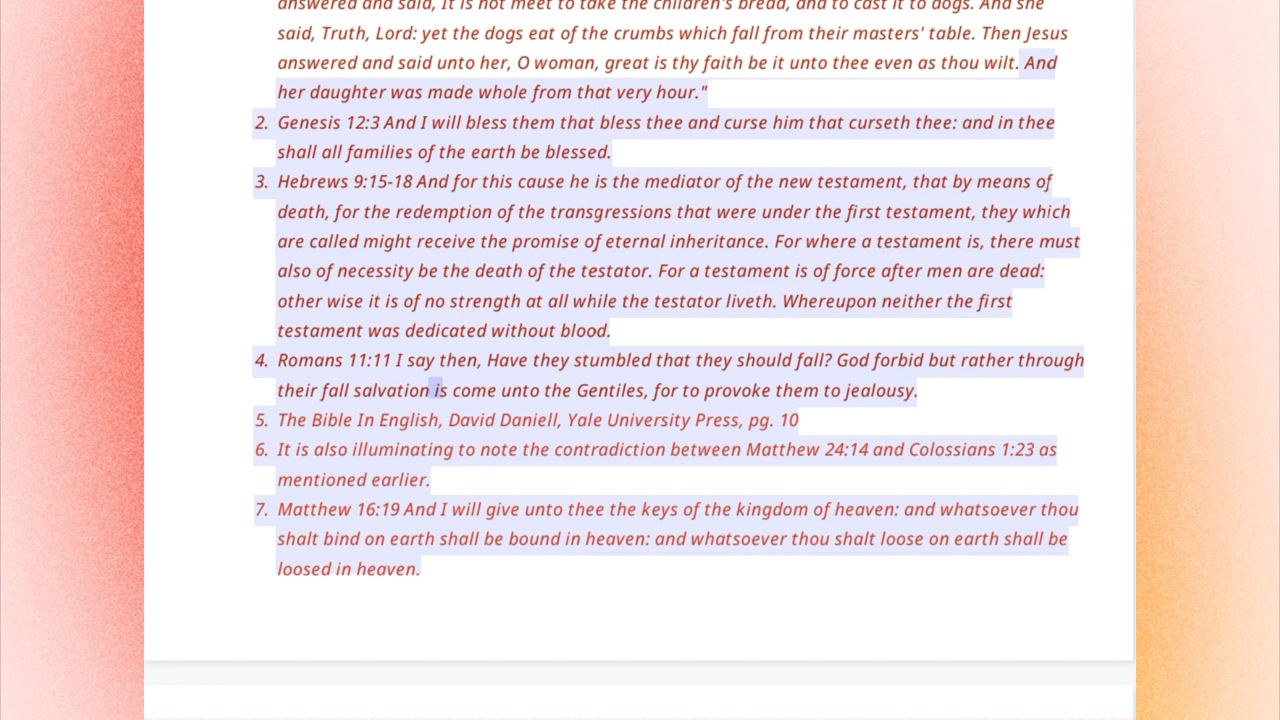 answered and said, It is not meet to take the children's bread, and to cast it to dogs. And she
said, Truth, Lord: yet the dogs eat of the crumbs which fall from their masters' table. Then Jesus
answered and said unto her, O woman, great is thy faith be it unto thee even as thou wilt. And
her daughter was made whole from that very hour."
2. Genesis 12:3 And I will bless them that bless thee and curse him that curseth thee: and in thee
shall all families of the earth be blessed.
3. Hebrews 9:15-18 And for this cause he is the mediator of the new testament, that by means of
death, for the redemption of the transgressions that were under the first testament, they which
are called might receive the promise of eternal inheritance. For where a testament is, there must
also of necessity be the death of the testator. For a testament is of force after men are dead:
other wise it is of no strength at all while the testator liveth. Whereupon neither the first
testament was dedicated without blood.
4. Romans 11:11 I say then, Have they stumbled that they should fall? God forbid but rather through
their fall salvation is come unto the Gentiles, for to provoke them to jealousy.
5. The Bible In English, David Daniell, Yale University Press, pg. 10
6. It is also illuminating to note the contradiction between Matthew 24:14 and Colossians 1:23 as
mentioned earlier.
7. Matthew 16:19 And I will give unto thee the keys of the kingdom of heaven: and whatsoever thou
shalt bind on earth shall be bound in heaven: and whatsoever thou shalt loose on earth shall be
loosed in heaven.